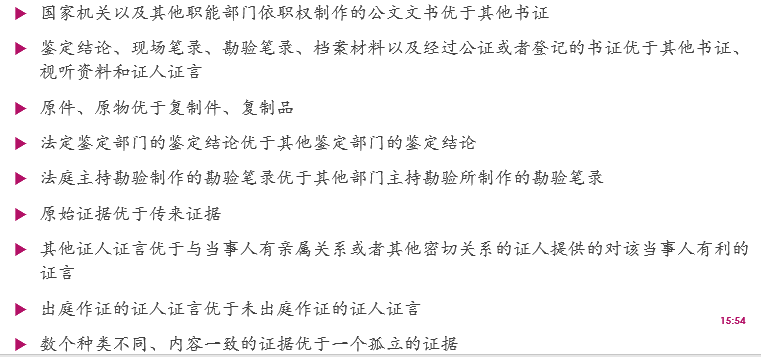 国家机关以及其他职能部门依职权制作的公文文书优于其他书证
鉴定结论、现场笔录、勘验笔录、档案材料以及经过公证或者登记的书证优于其他书证、
视听资料和证人证言
原件、原物优于复制件、复制品
法定鉴定部门的鉴定结论优于其他鉴定部门的鉴定结论
法庭主持勘验制作的勘验笔录优于其他部门主持勘验所制作的勘验笔录
原始证据优于传来证据
其他证人证言优于与当事人有亲属关系或者其他密切关系的证人提供的对该当事人有利的
证言
出庭作证的证人证言优于未出庭作证的证人证言
15:54
数个种类不同、内容一致的证据优于一个孤立的证据